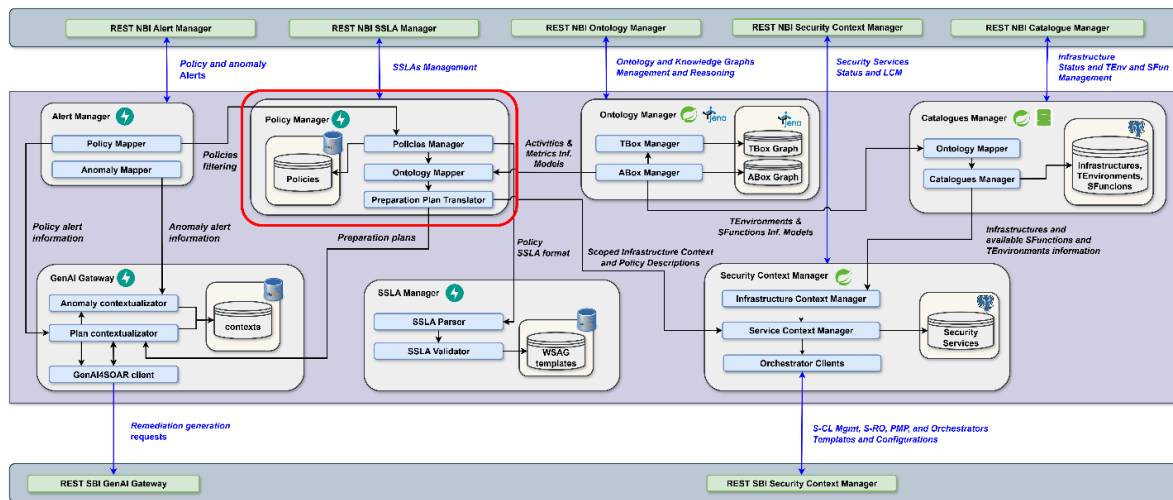 REST NBI Alert Manager
REST NBI SSLA Manager
REST NBI Ontology Manager
REST NBI Security Context Manager
REST NBI Catalogue Manager
Policy and anomaly
Alerts
SSLAs Management
Ontology and Knowledge Graphs
Management and Reasoning
Security Services
Status and LCM
Infrastructure
Status and TEnv and SFun
Management
Alert Manager
Policy Mapper
Anomaly Mapper
Policies
filtering
Policy Manager
Policies
Policies Manager
Ontology Mapper
Preparation Plan Translator
Activities &
Metrics Inf.
Models
Ontology Manager
Jena
Jena
TBox Manager
ABox Manager
TBox Graph
ABox Graph
Catalogues Manager
Ontology Mapper
Catalogues Manager
Infrastructures,
TEnvironments,
SFuncions
Policy alert
information
Anomaly alert
information
Preparation plans
Policy
SSLA format
TEnvironments &
SFunctions Inf. Models
Scoped Infrastructure Context
and Policy Descriptions
Infrastructures and
available SFunctions and
TEnvironments information
GenAI Gateway
Anomaly contextualizator
Plan contextualizator
GenAI4SOAR client
contexts
SSLA Manager
SSLA Parser
SSLA Validator
WSAG
templates
Security Context Manager
Infrastructure Context Manager
Service Context Manager
Orchestrator Clients
Security
Services
Remediation generation
requests
S-CL Mgmt, S-RO, PMP, and Orchestrators
Templates and Configurations
REST SBI GenAI Gateway
REST SBI Security Context Manager